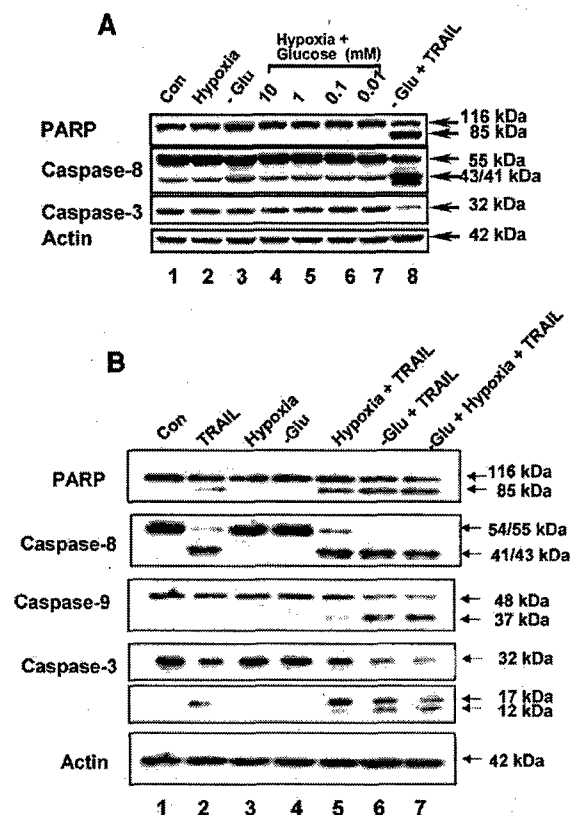 A
Hypoxia +
Glucose (mM)
Con
Hypoxia
- Glu
10
1
0.1
0.01
- Glu + TRAIL
PARP
116 kDa
85 kDa
Caspase-8
55 kDa
43/41 kDa
Caspase-3
32 kDa
Actin
42 kDa
1 2 3 4 5 6 7 8
B
Con
TRAIL
Hypoxia
-Glu
Hypoxia + TRAIL
-Glu + TRAIL
-Glu + Hypoxia + TRAIL
PARP
116 kDa
85 kDa
Caspase-8
54/55 kDa
41/43 kDa
Caspase-9
48 kDa
37 kDa
Caspase-3
32 kDa
17 kDa
12 kDa
Actin
42 kDa
1 2 3 4 5 6 7